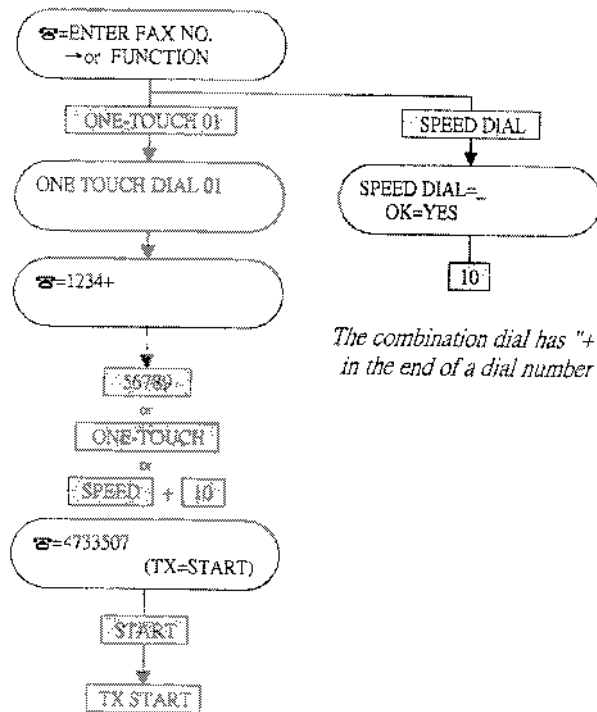 ☎=ENTER FAX NO.
→or FUNCTION
ONE-TOUCH 01
SPEED DIAL
ONE TOUCH DIAL 01
SPEED DIAL=_
OK=YES
☎=1234+
10
The combination dial has "+
in the end of a dial number
56789
or
ONE-TOUCH
or
SPEED + 10
☎=4733507
(TX=START)
START
TX START